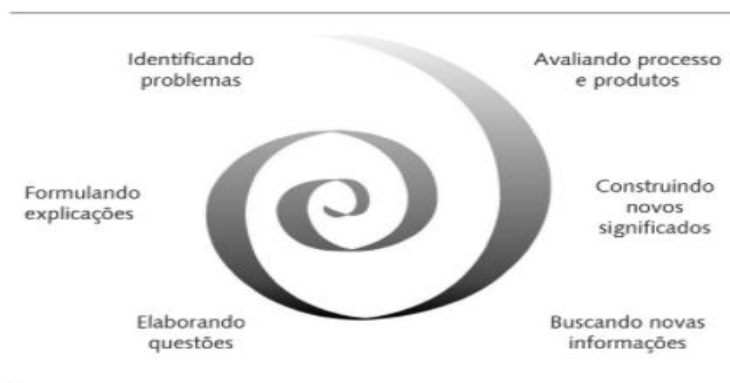 Identificando
problemas
Avaliando processo
e produtos
Formulando
explicações
Construindo
novos
significados
Elaborando
questões
Buscando novas
informações